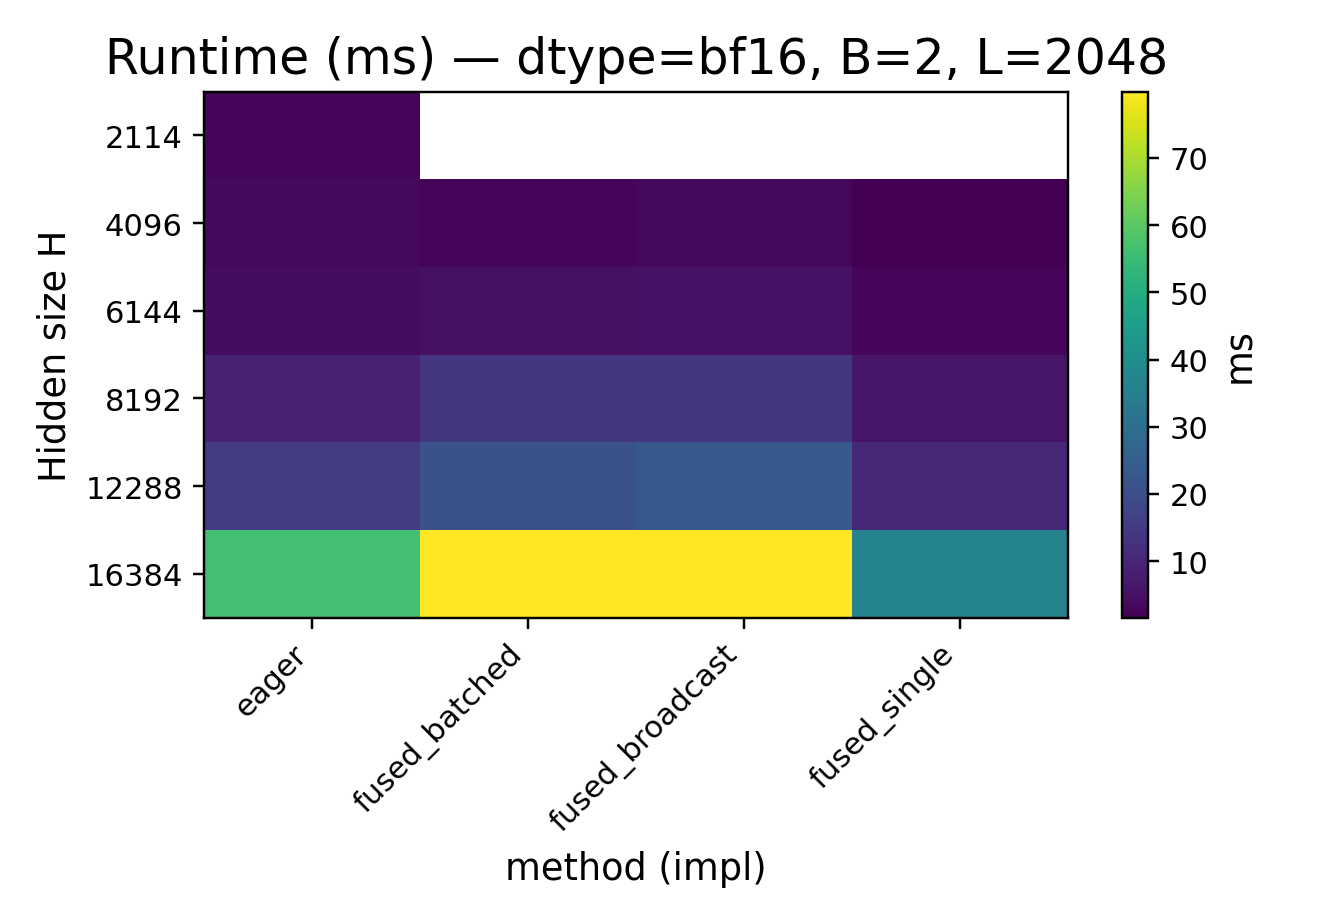 Runtime (ms) — dtype=bf16, B=2, L=2048
Hidden size H
2114
4096
6144
8192
12288
16384
eager
fused_batched
fused_broadcast
fused_single
method (impl)
70
60
50
40
30
20
10
ms